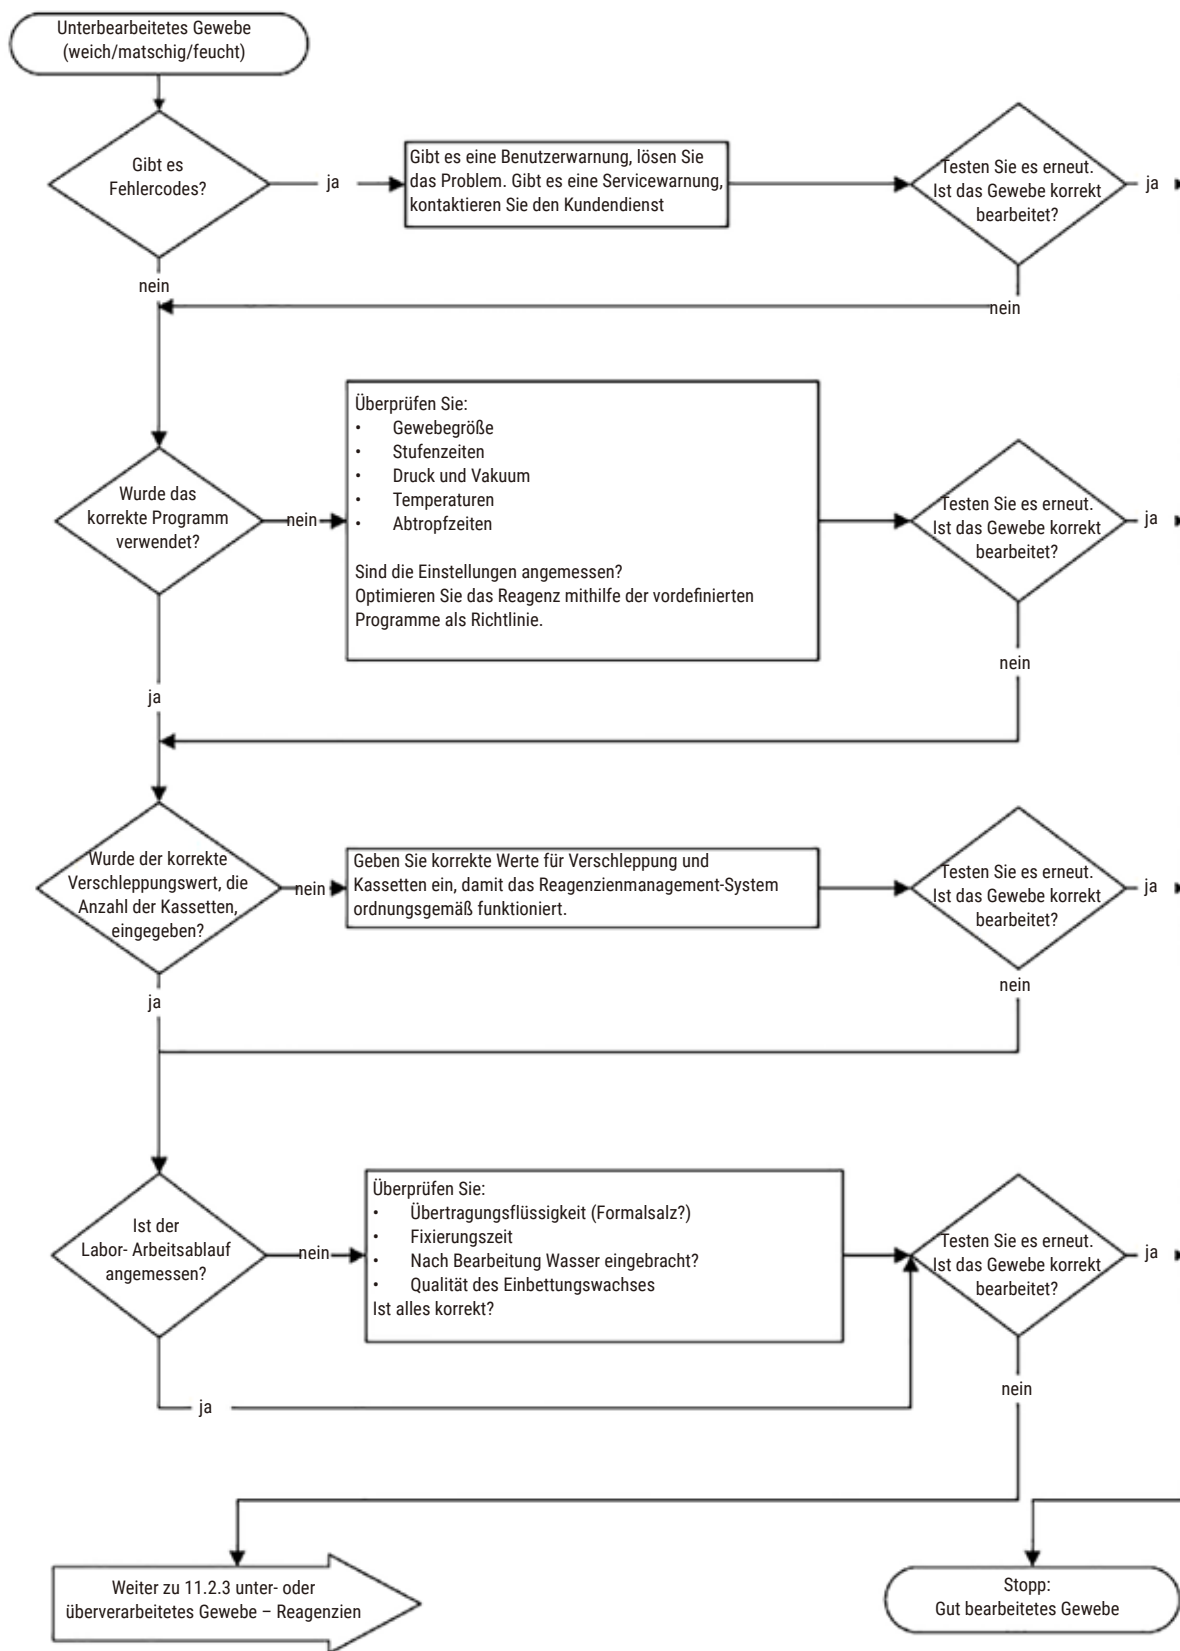 Unterbearbeitetes Gewebe
(weich/matschig/feucht)
Gibt es
Fehlercodes?
ja
Gibt es eine Benutzerwarnung, lösen Sie
das Problem. Gibt es eine Servicewarnung,
kontaktieren Sie den Kundendienst
Testen Sie es erneut.
Ist das Gewebe korrekt
bearbeitet?
ja
nein
nein
Wurde das
korrekte Programm
verwendet?
nein
Überprüfen Sie:
• Gewebegröße
• Stufenzeiten
• Druck und Vakuum
• Temperaturen
• Abtropfzeiten
Sind die Einstellungen angemessen?
Optimieren Sie das Reagenz mithilfe der vordefinierten
Programme als Richtlinie.
Testen Sie es erneut.
Ist das Gewebe korrekt
bearbeitet?
ja
nein
ja
Wurde der korrekte
Verschleppungswert, die
Anzahl der Kassetten,
eingegeben?
nein
Geben Sie korrekte Werte für Verschleppung und
Kassetten ein, damit das Reagenzienmanagement-System
ordnungsgemäß funktioniert.
Testen Sie es erneut.
Ist das Gewebe korrekt
bearbeitet?
ja
nein
ja
Ist der
Labor- Arbeitsablauf
angemessen?
nein
Überprüfen Sie:
• Übertragungsflüssigkeit (Formalsalz?)
• Fixierungszeit
• Nach Bearbeitung Wasser eingebracht?
• Qualität des Einbettungswachses
Ist alles korrekt?
Testen Sie es erneut.
Ist das Gewebe korrekt
bearbeitet?
ja
nein
ja
Weiter zu 11.2.3 unter- oder
überverarbeitetes Gewebe – Reagenzien
Stopp:
Gut bearbeitetes Gewebe